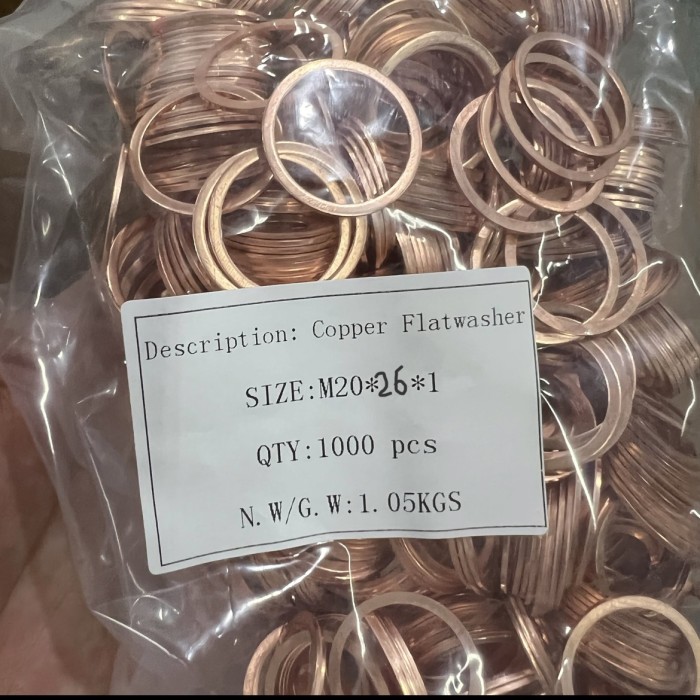 Description: Copper Flatwasher
SIZE:M20*26*1
QTY:1000 pcs
N.W/G.W:1.05KGS